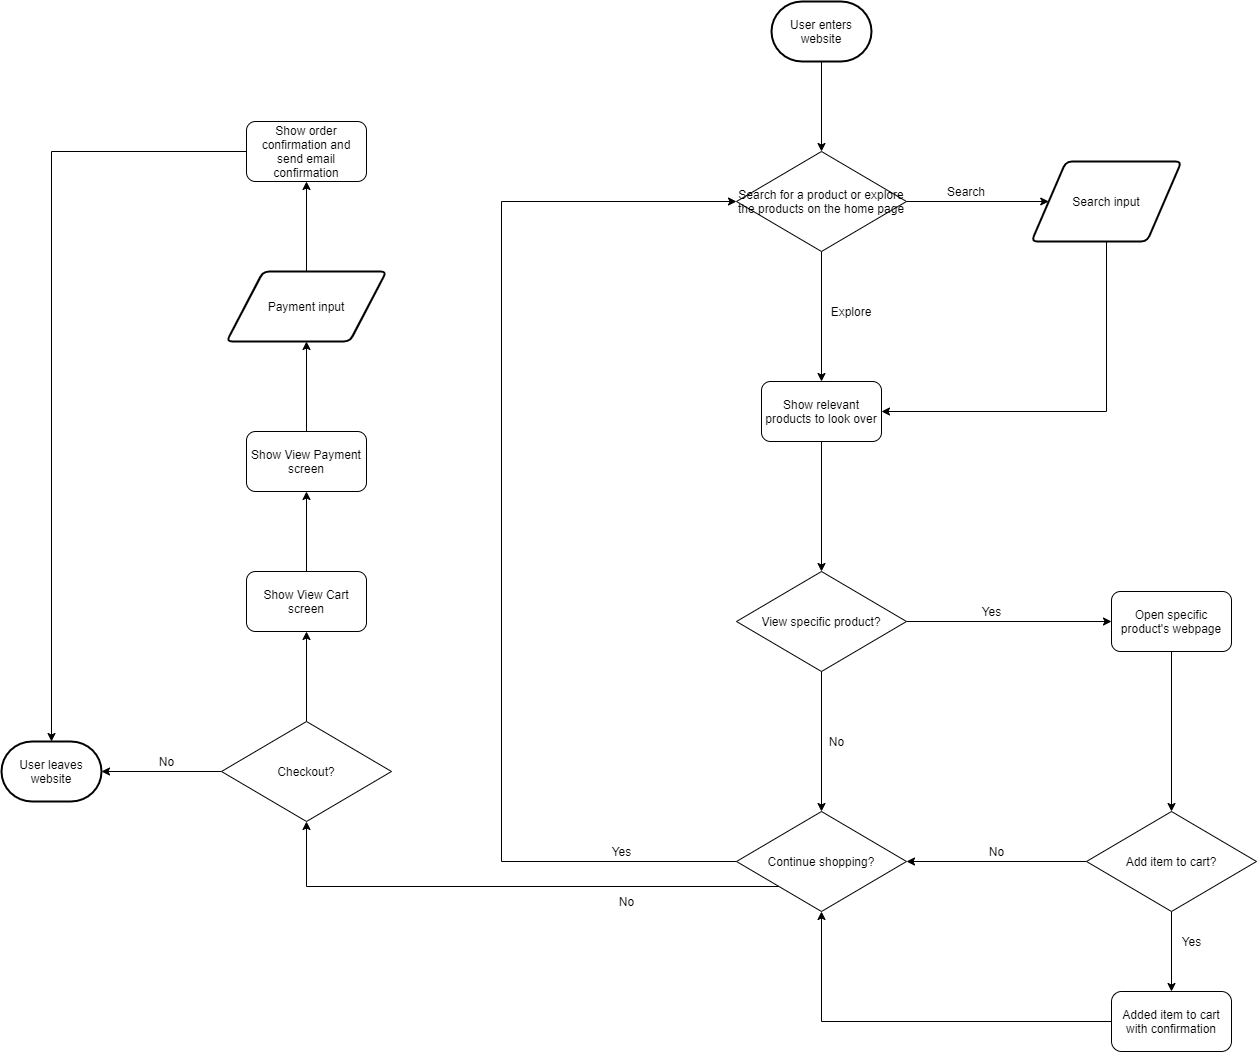 User enters
website
Show order
confirmation and
send email
confirmation
Search for a product or explore
the products on the home page
Search
Search input
Payment input
Explore
Show relevant
products to look over
Show View Payment
screen
Show View Cart
screen
View specific product?
Yes
Open specific
product's webpage
No
User leaves
website
No
Checkout?
Yes
Continue shopping?
No
Add item to cart?
No
Yes
Added item to cart
with confirmation